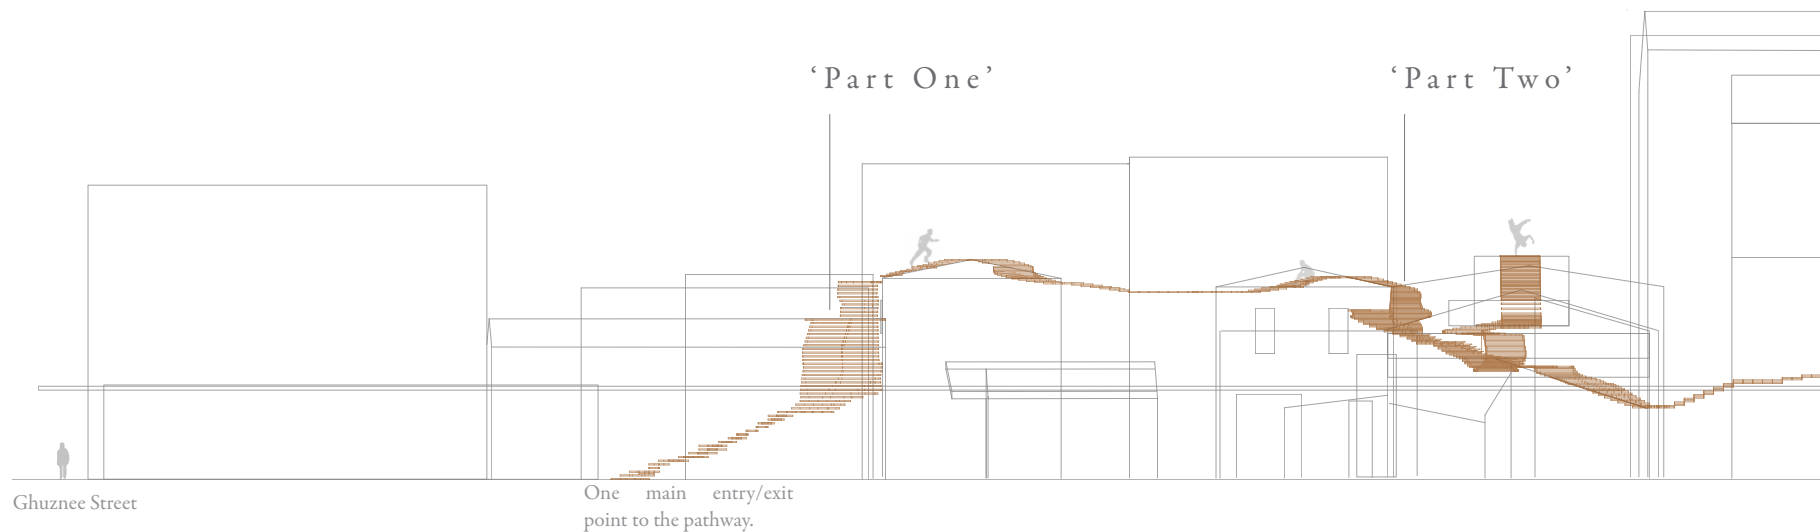 ‘Part One’
‘Part Two’
Ghuznee Street
One main entry/exit
point to the pathway.